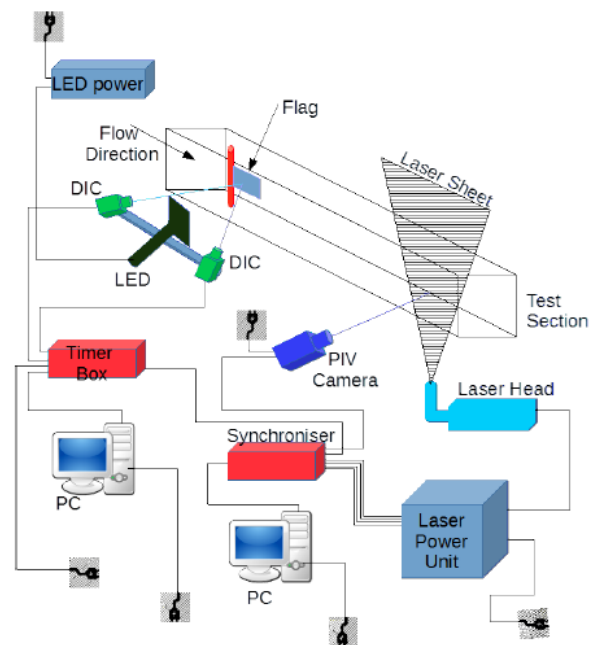 LED power
Flag
Flow
Direction
Laser Sheet
DIC
LED
DIC
Test
Section
PIV
Camera
Timer
Box
Laser Head
Synchroniser
PC
Laser
Power
Unit
PC